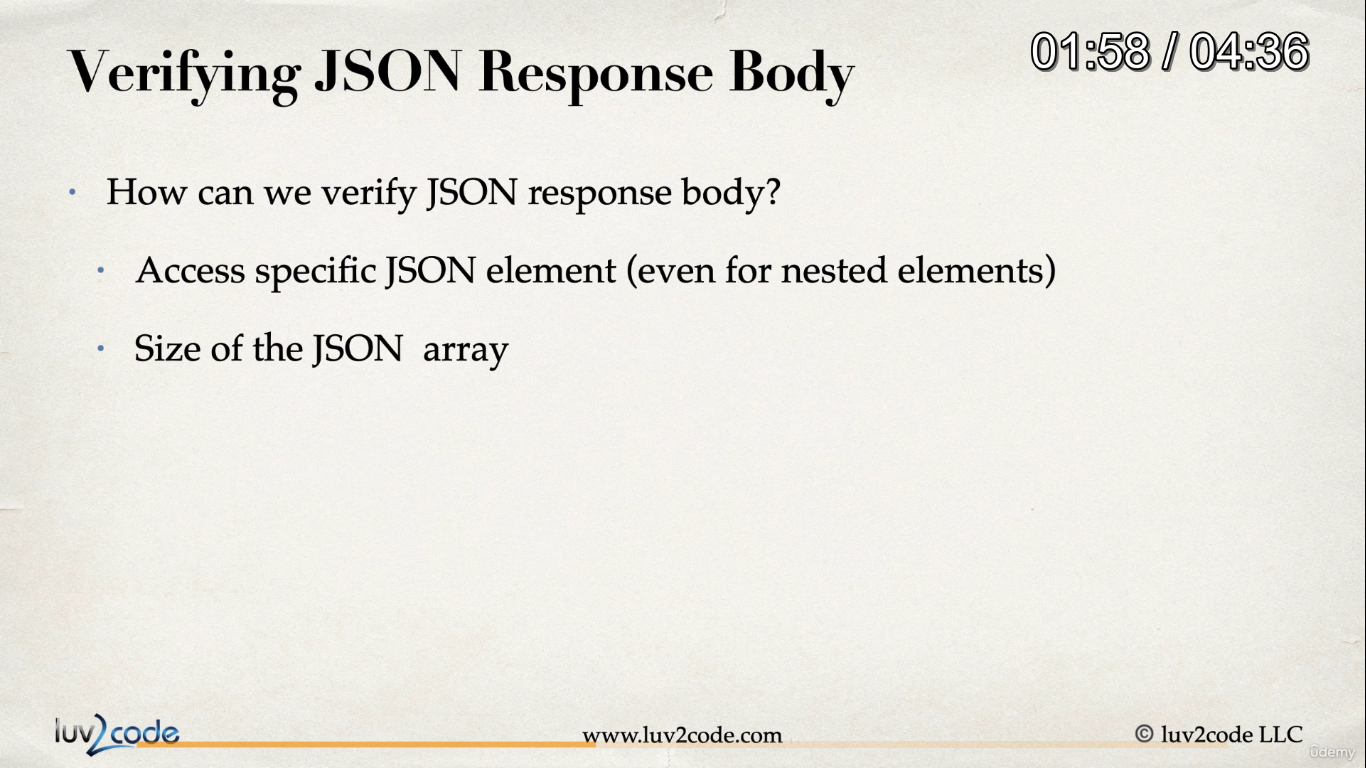 Verifying JSON Response Body
01:58 / 04:36
• How can we verify JSON response body?
• Access specific JSON element (even for nested elements)
• Size of the JSON  array
luv2code
www.luv2code.com
© luv2code LLC
ûdemy